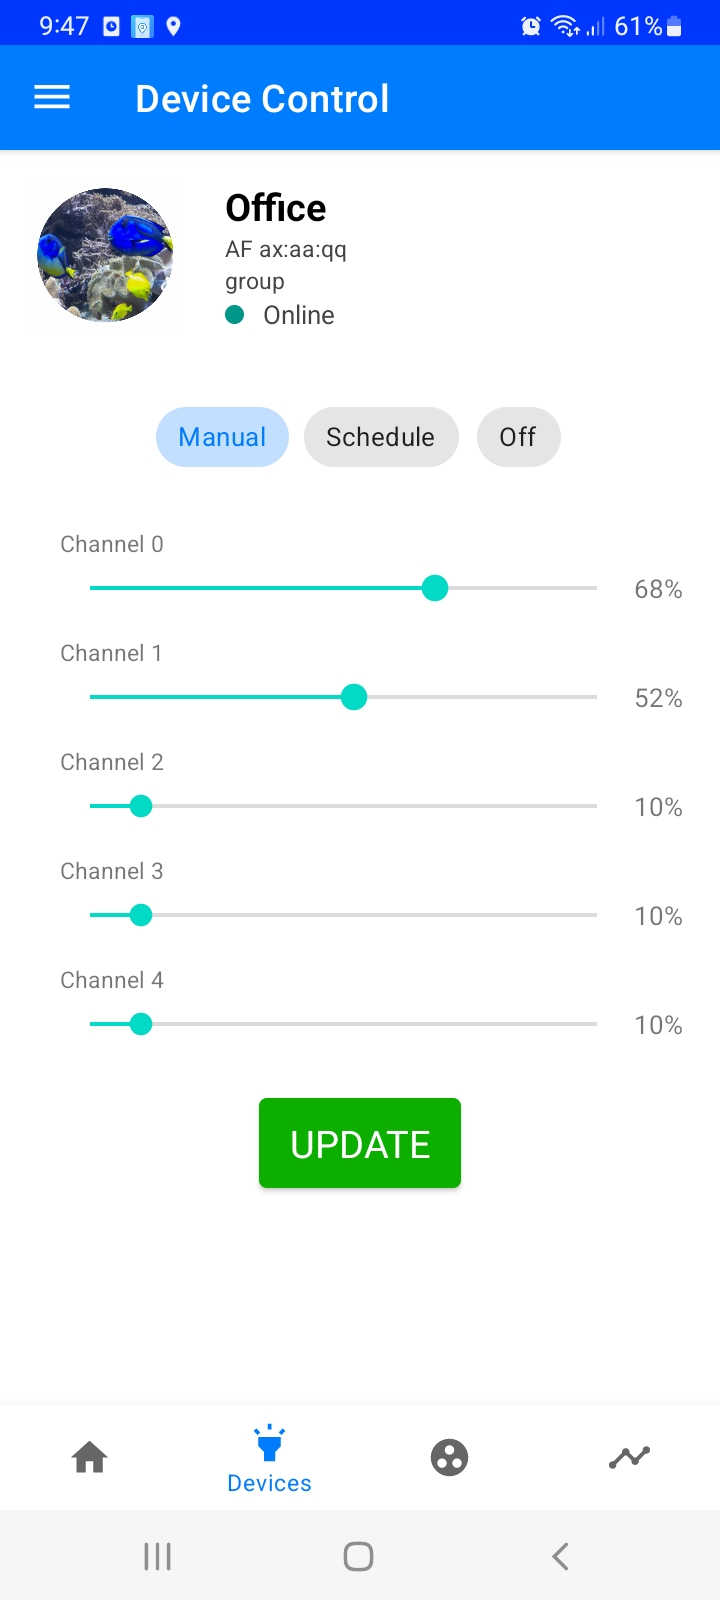 9:47
61%
Device Control
Office
AF ax:aa:qq
group
Online
Manual
Schedule
Off
Channel 0
68%
Channel 1
52%
Channel 2
10%
Channel 3
10%
Channel 4
10%
UPDATE
Devices